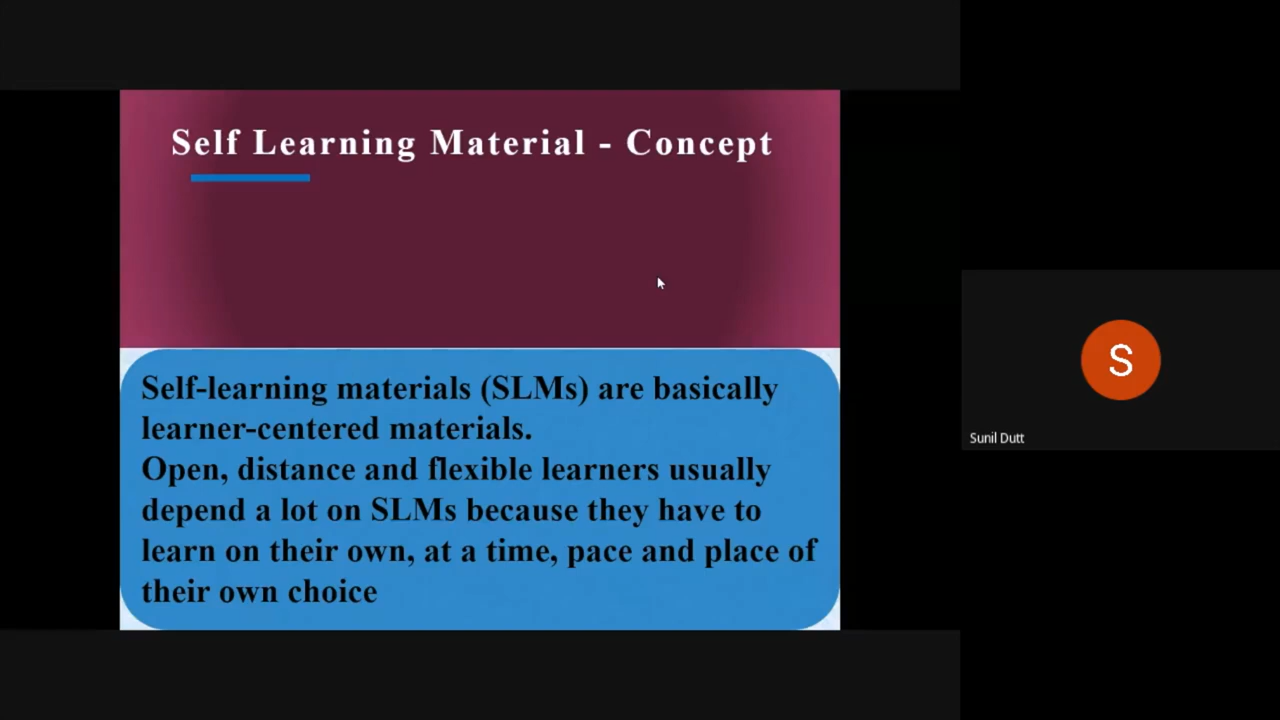 Self Learning Material - Concept
Self-learning materials (SLMs) are basically
learner-centered materials.
Open, distance and flexible learners usually
depend a lot on SLMs because they have to
learn on their own, at a time, pace and place of
their own choice
S
Sunil Dutt